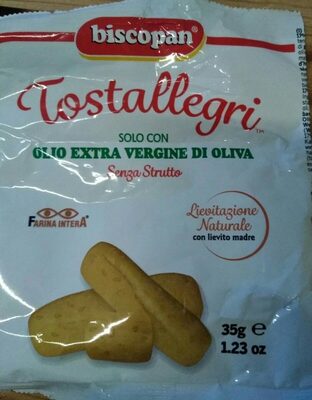 biscopan®
Tostallegri™
SOLO CON
OLIO EXTRA VERGINE DI OLIVA
Senza Strutto
FARINA INTERA®
Lievitazione
Naturale
con lievito madre
35g e
1.23 oz